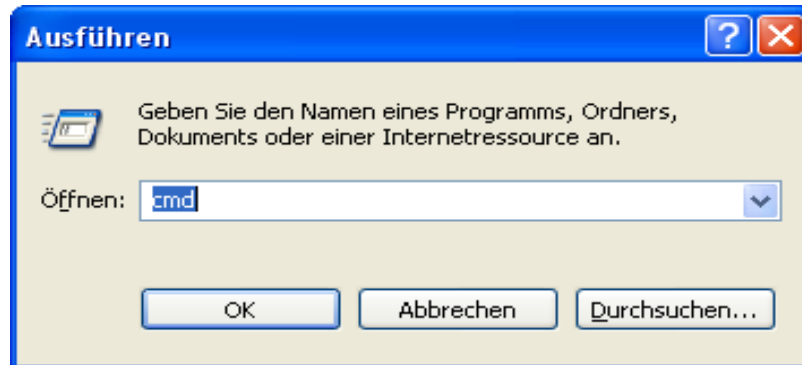 Ausführen
Geben Sie den Namen eines Programms, Ordners,
Dokuments oder einer Internetressource an.
Öffnen: cmd
OK Abbrechen Durchsuchen...